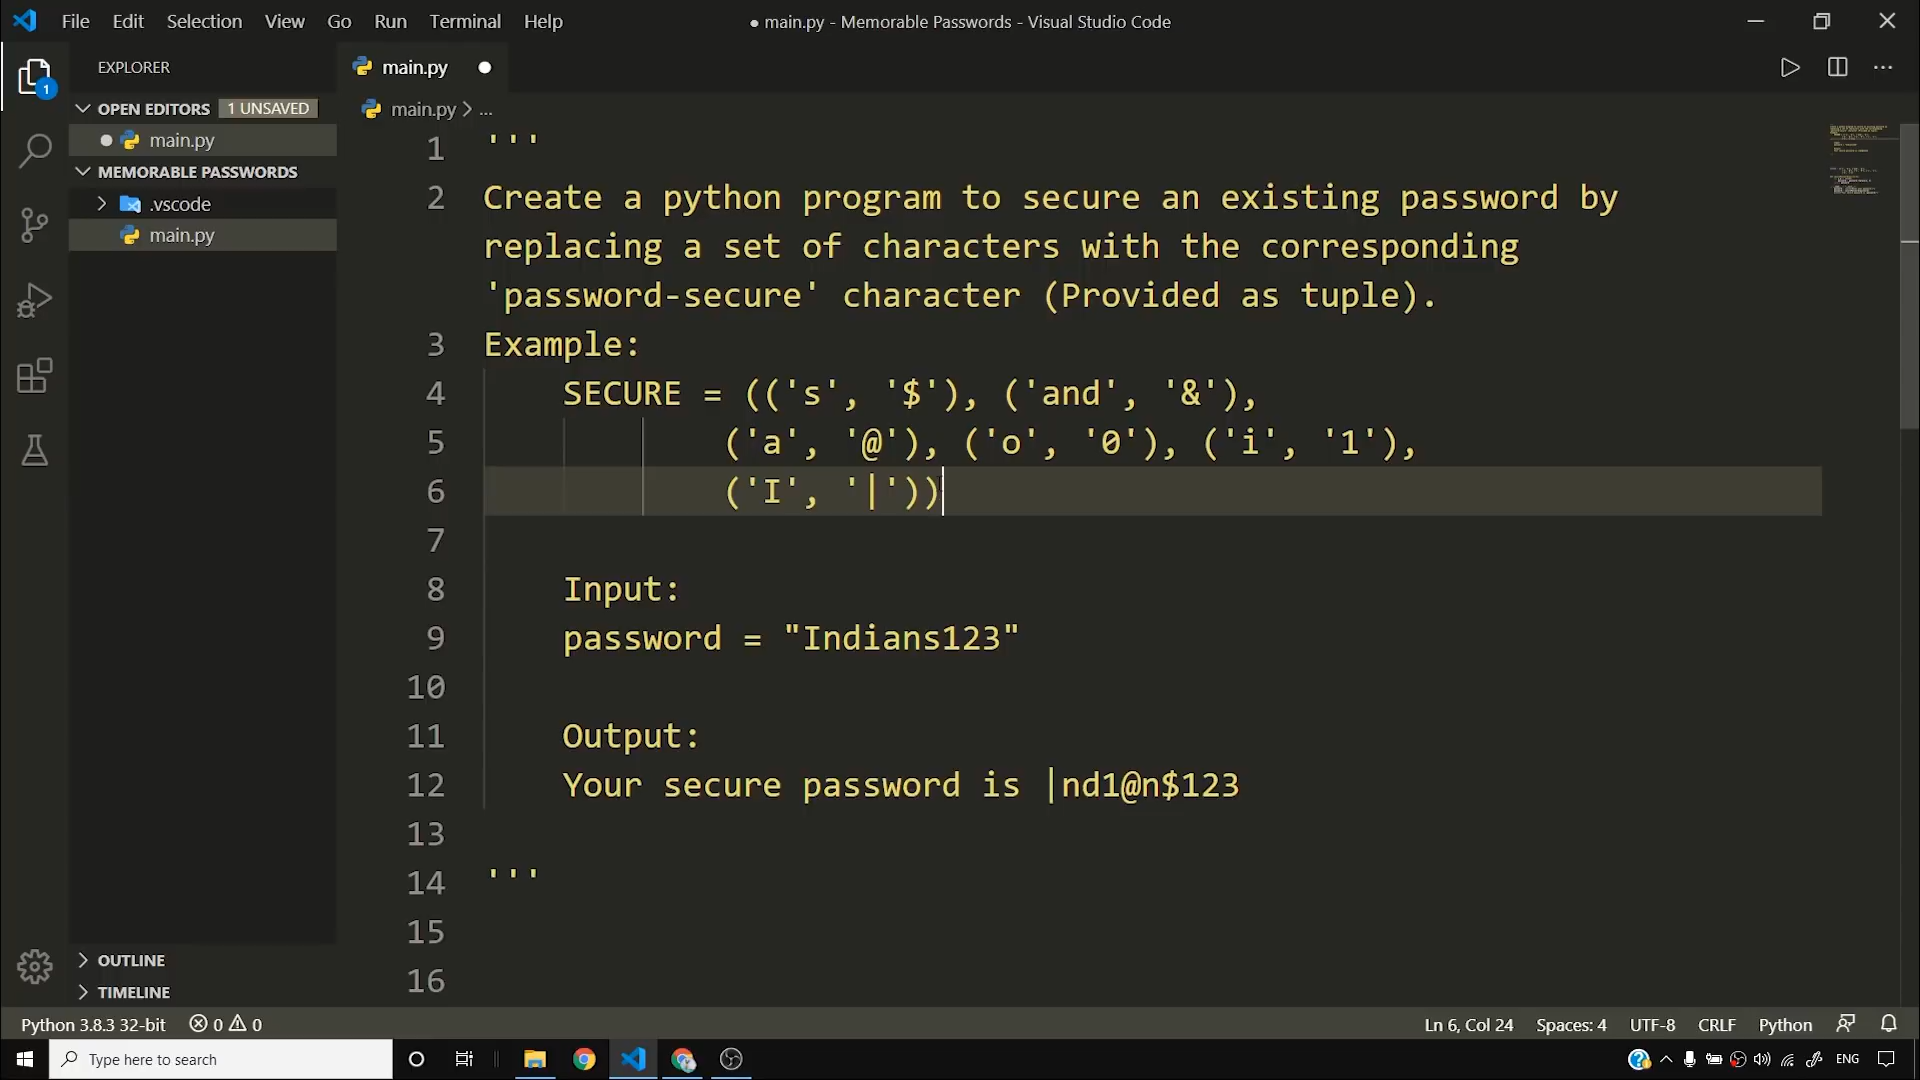 File Edit Selection View Go Run Terminal Help
● main.py - Memorable Passwords - Visual Studio Code
EXPLORER
main.py
OPEN EDITORS 1 UNSAVED
main.py > ...
1
main.py
MEMORABLE PASSWORDS
.vscode
main.py
1 '''
2 Create a python program to secure an existing password by
replacing a set of characters with the corresponding
'password-secure' character (Provided as tuple).
3 Example:
4 SECURE = (('s', '$'), ('and', '&'),
5 ('a', '@'), ('o', '0'), ('i', '1'),
6 ('I', '|'))
7
8 Input:
9 password = "Indians123"
10
11 Output:
12 Your secure password is |nd1@n$123
13
14 '''
15
16
OUTLINE
TIMELINE
Python 3.8.3 32-bit 0 0
Ln 6, Col 24 Spaces: 4 UTF-8 CRLF Python
Type here to search
ENG